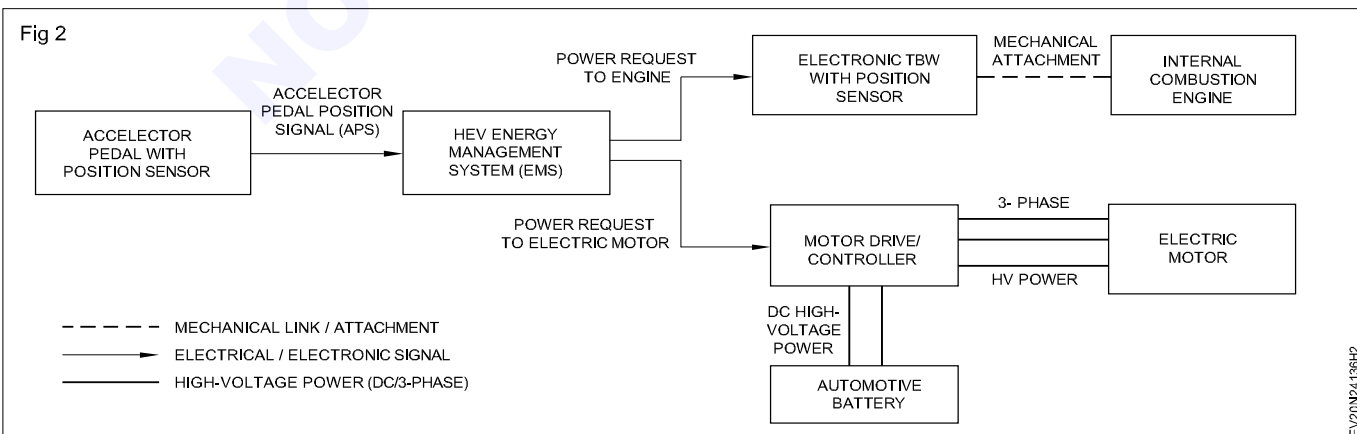 Fig 2
ACCELECTOR
PEDAL WITH
POSITION SENSOR
ACCELECTOR
PEDAL POSITION
SIGNAL (APS)
HEV ENERGY
MANAGEMENT
SYSTEM (EMS)
POWER REQUEST
TO ENGINE
ELECTRONIC TBW
WITH POSITION
SENSOR
MECHANICAL
ATTACHMENT
INTERNAL
COMBUSTION
ENGINE
POWER REQUEST
TO ELECTRIC MOTOR
MOTOR DRIVE/
CONTROLLER
3- PHASE
HV POWER
ELECTRIC
MOTOR
DC HIGH-
VOLTAGE
POWER
AUTOMOTIVE
BATTERY
MECHANICAL LINK / ATTACHMENT
ELECTRICAL / ELECTRONIC SIGNAL
HIGH-VOLTAGE POWER (DC/3-PHASE)
EV20N24136H2
NO